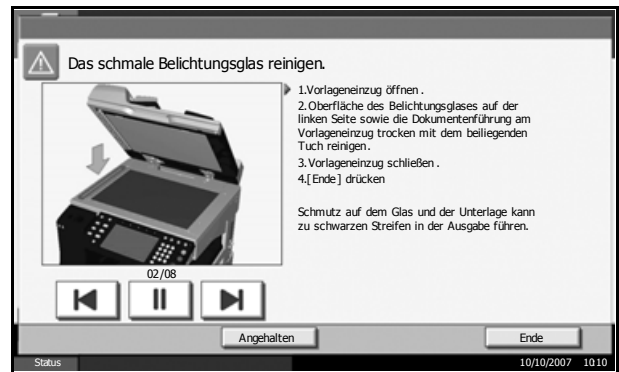 Das schmale Belichtungsglas reinigen.
1.Vorlageneinzug öffnen .
2.Oberfläche des Belichtungsglases auf der
linken Seite sowie die Dokumentenführung am
Vorlageneinzug trocken mit dem beiliegenden
Tuch reinigen.
3.Vorlageneinzug schließen .
4.[Ende] drücken
Schmutz auf dem Glas und der Unterlage kann
zu schwarzen Streifen in der Ausgabe führen.
02/08
Angehalten
Ende
Status
10/10/2007 10:10